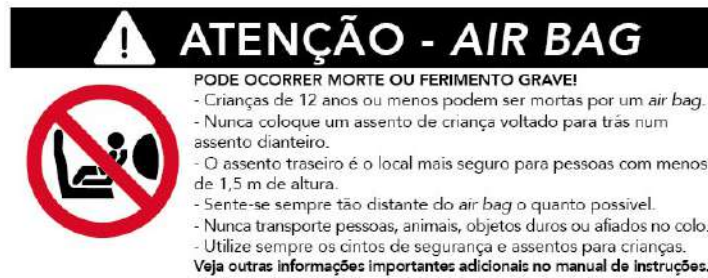 ATENÇÃO - AIR BAG
PODE OCORRER MORTE OU FERIMENTO GRAVE!
- Crianças de 12 anos ou menos podem ser mortas por um air bag.
- Nunca coloque um assento de criança voltado para trás num
assento dianteiro.
- O assento traseiro é o local mais seguro para pessoas com menos
de 1,5 m de altura.
- Sente-se sempre tão distante do air bag o quanto possível.
- Nunca transporte pessoas, animais, objetos duros ou afiados no colo.
- Utilize sempre os cintos de segurança e assentos para crianças.
Veja outras informações importantes adicionais no manual de instruções.